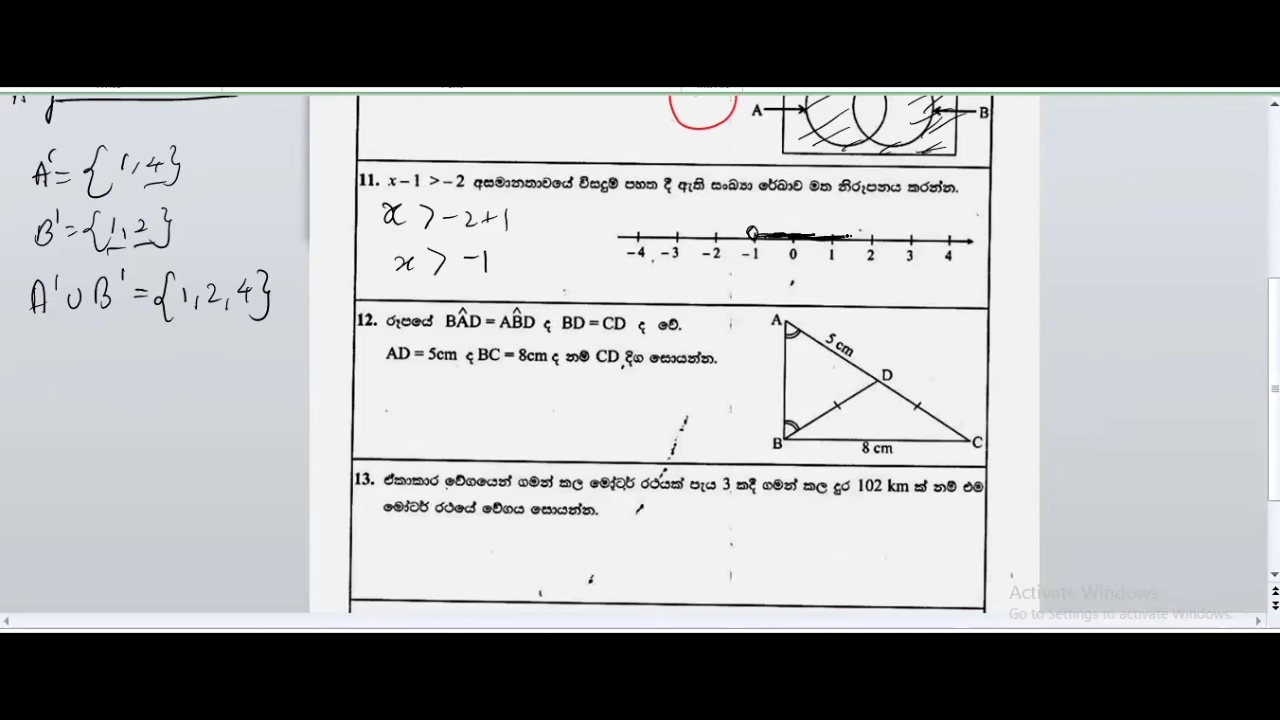 A' = {1, 4}
B' = {1, 2}
A' ∪ B' = {1, 2, 4}
A
B
11. x − 1 > − 2 අසමානතාවයේ විසදුම් පහත දී ඇති සංඛ්‍යා රේඛාව මත නිරූපනය කරන්න.
x > −2+1
x > −1
−4 −3 −2 −1 0 1 2 3 4
12. රූපයේ BÂD = AB̂D ද BD = CD ද වේ.
AD = 5cm ද BC = 8cm ද නම් CD දිග සොයන්න.
A
5 cm
D
B
8 cm
C
13. ඒකාකාර වේගයෙන් ගමන් කල මෝටර් රථයක් පැය 3 කදී ගමන් කල දුර 102 km ක් නම් එම
මෝටර් රථයේ වේගය සොයන්න.
Activate Windows
Go to Settings to activate Windows.